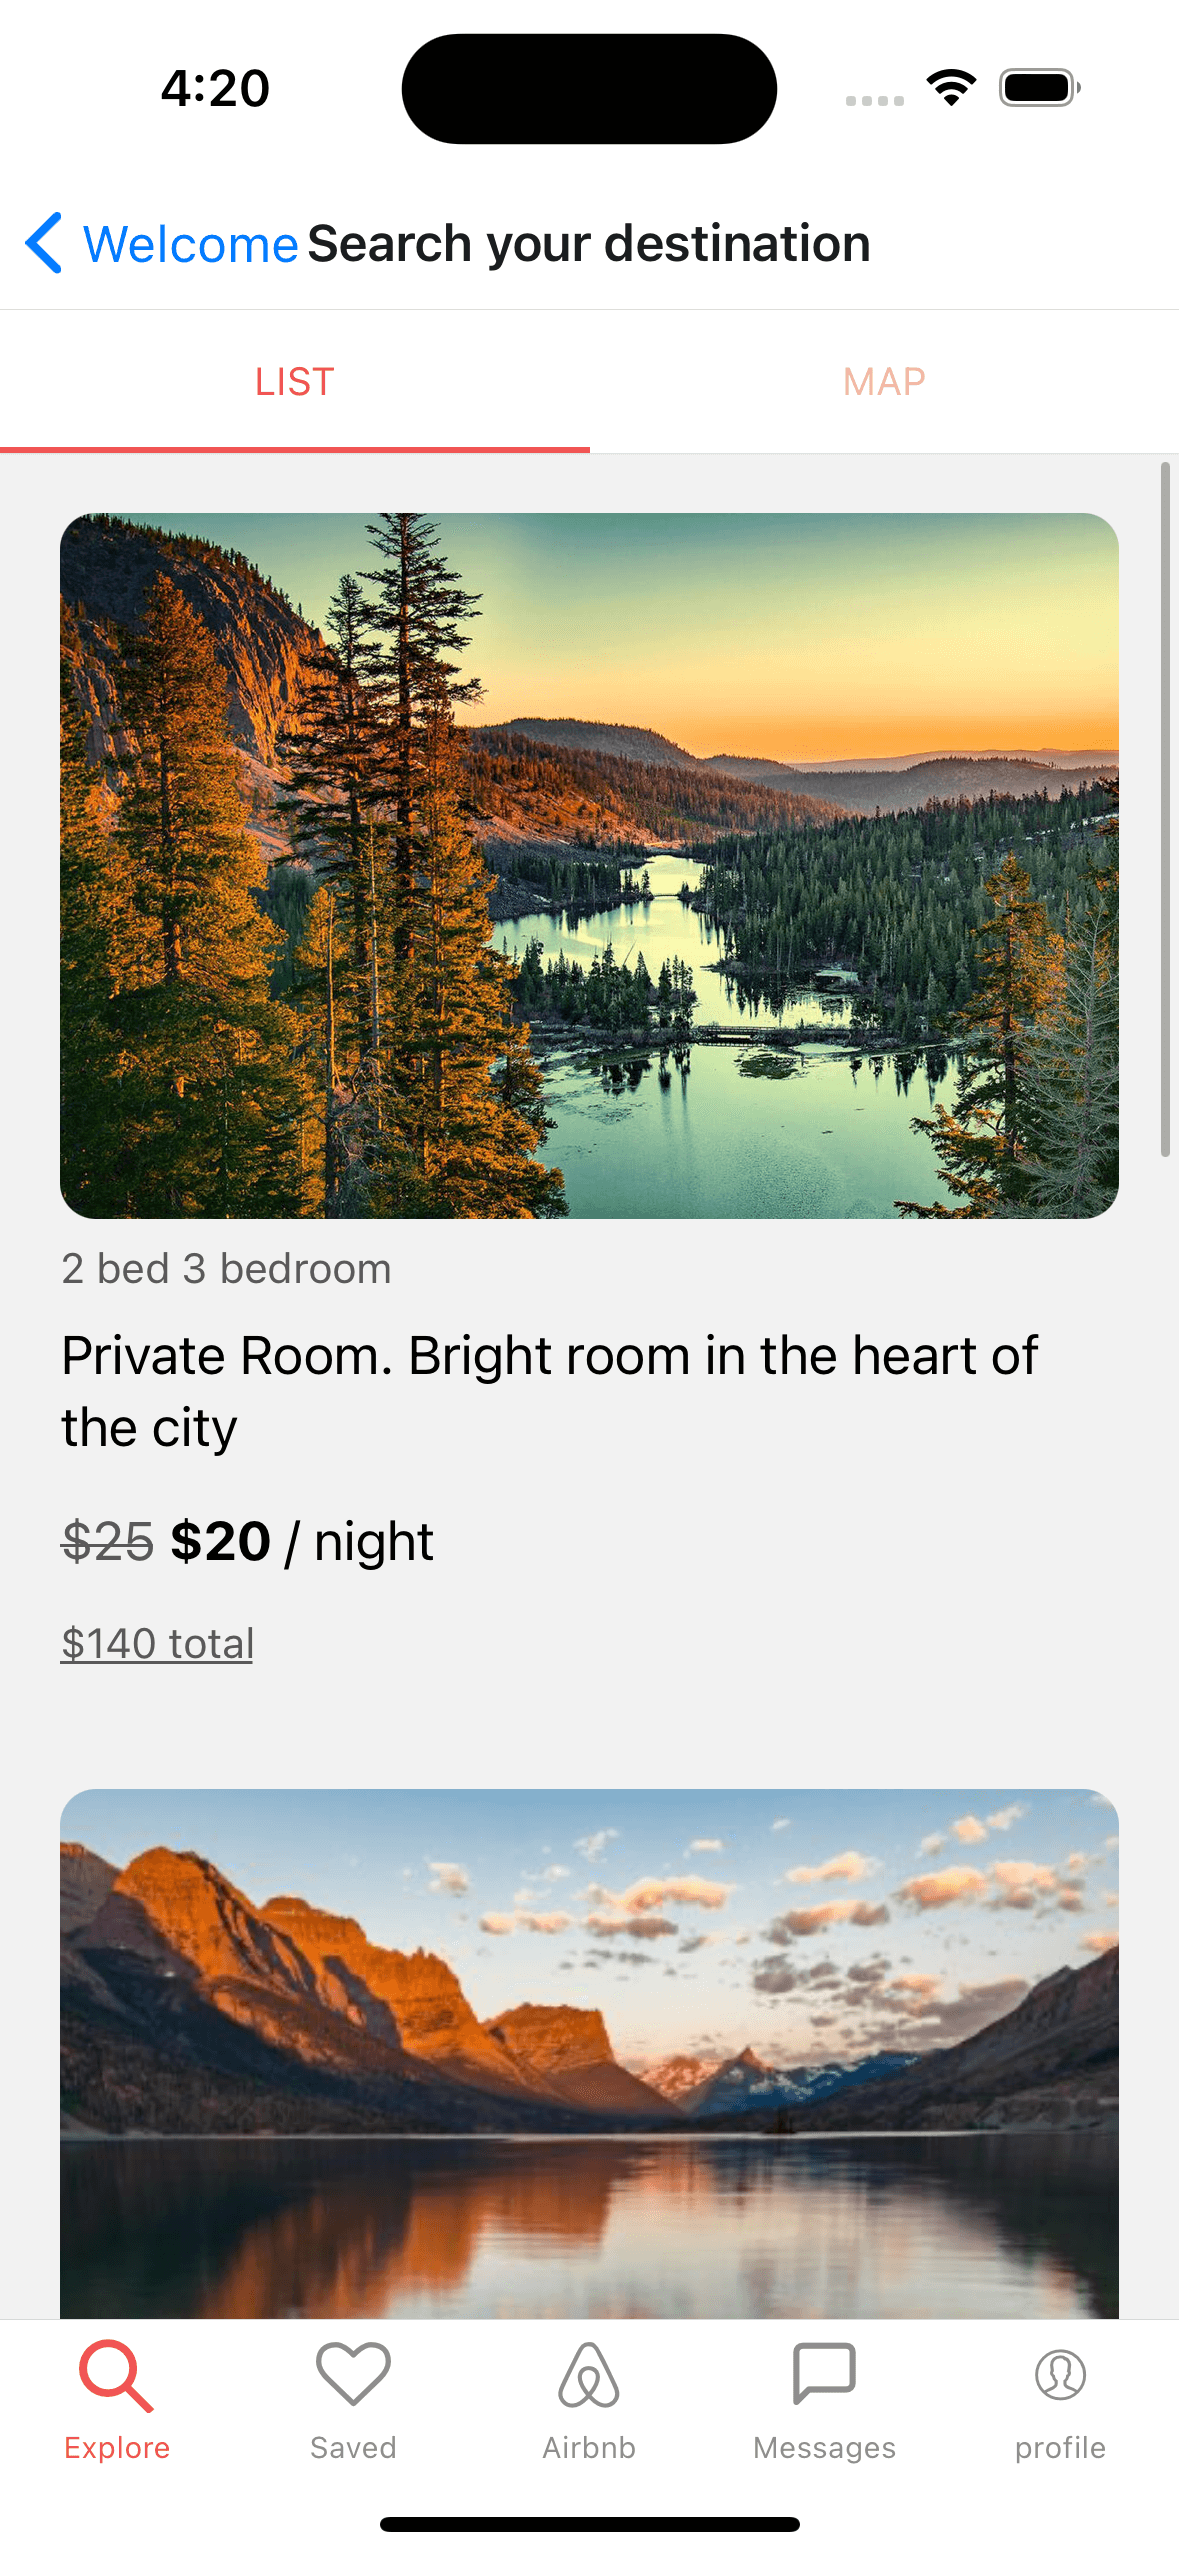 4:20
Welcome Search your destination
LIST MAP
2 bed 3 bedroom
Private Room. Bright room in the heart of
the city
$25 $20 / night
$140 total
Explore Saved Airbnb Messages profile